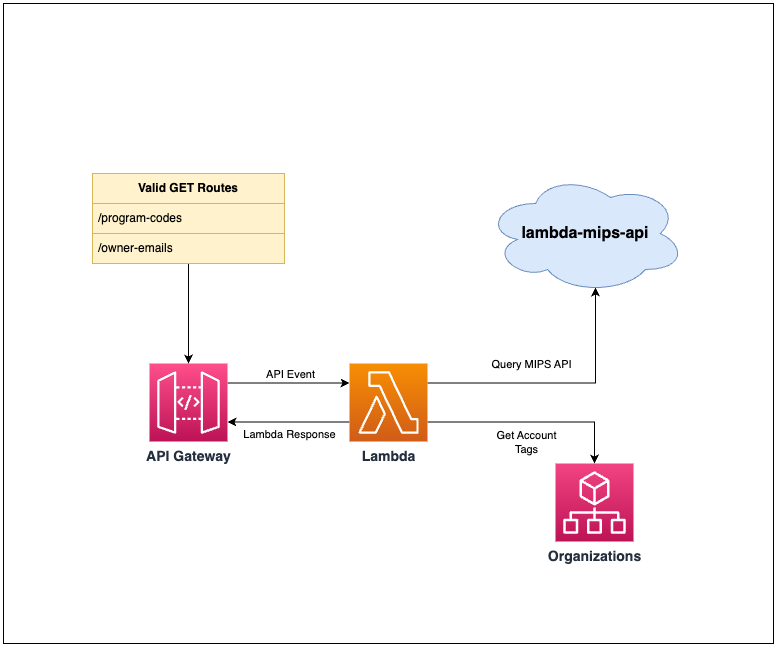 Valid GET Routes
/program-codes
/owner-emails
lambda-mips-api
Query MIPS API
API Event
</>
Lambda Response
Get Account
Tags
API Gateway
Lambda
Organizations